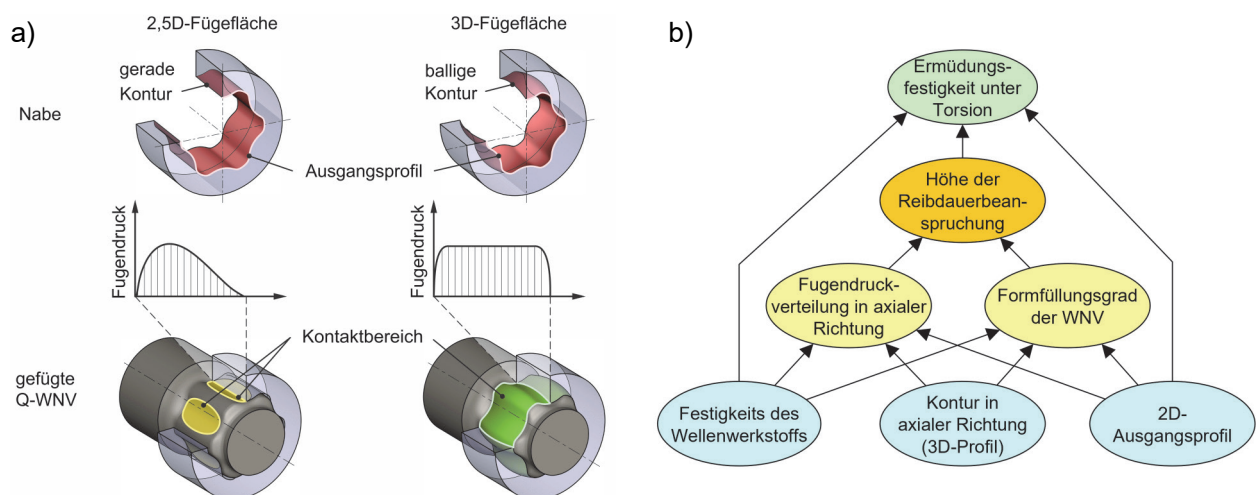 a)
2,5D-Fügefläche
3D-Fügefläche
Nabe
gerade
Kontur
ballige
Kontur
Ausgangsprofil
Fugendruck
Fugendruck
Kontaktbereich
gefügte
Q-WNV
b)
Ermüdungs-
festigkeit unter
Torsion
Höhe der
Reibdauerbean-
spruchung
Fugendruck-
verteilung in axialer
Richtung
Formfüllungsgrad
der WNV
Festigkeits des
Wellenwerkstoffs
Kontur in
axialer Richtung
(3D-Profil)
2D-
Ausgangsprofil